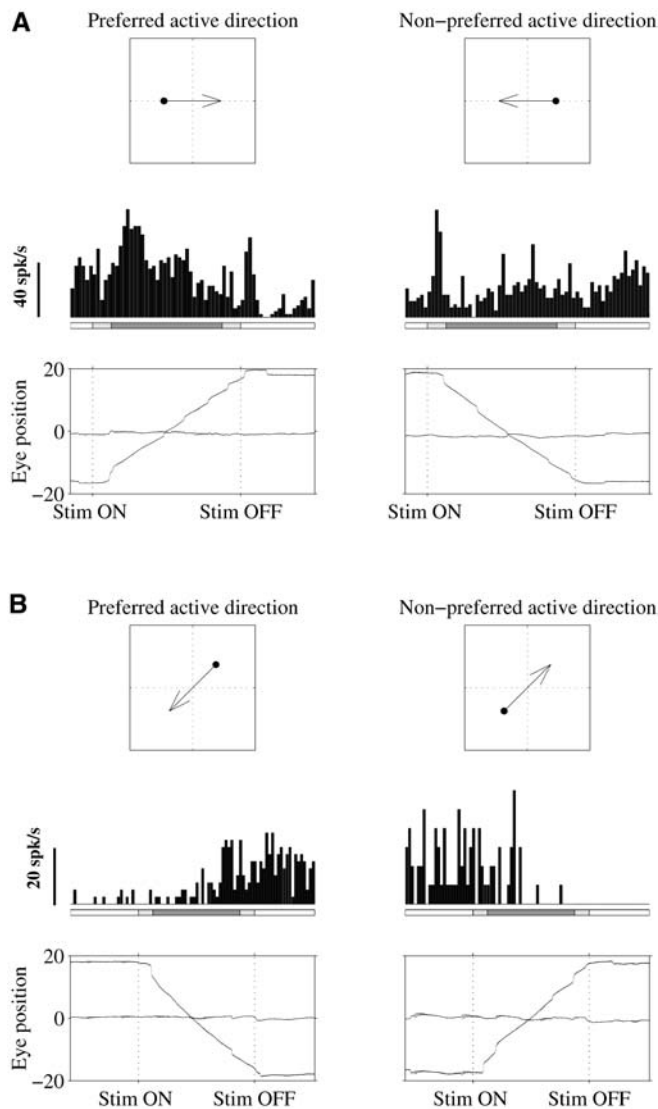 A
Preferred active direction
Non-preferred active direction
40 spk/s
20
0
-20
Eye position
Stim ON
Stim OFF
Stim ON
Stim OFF
B
Preferred active direction
Non-preferred active direction
20 spk/s
20
0
-20
Eye position
Stim ON
Stim OFF
Stim ON
Stim OFF